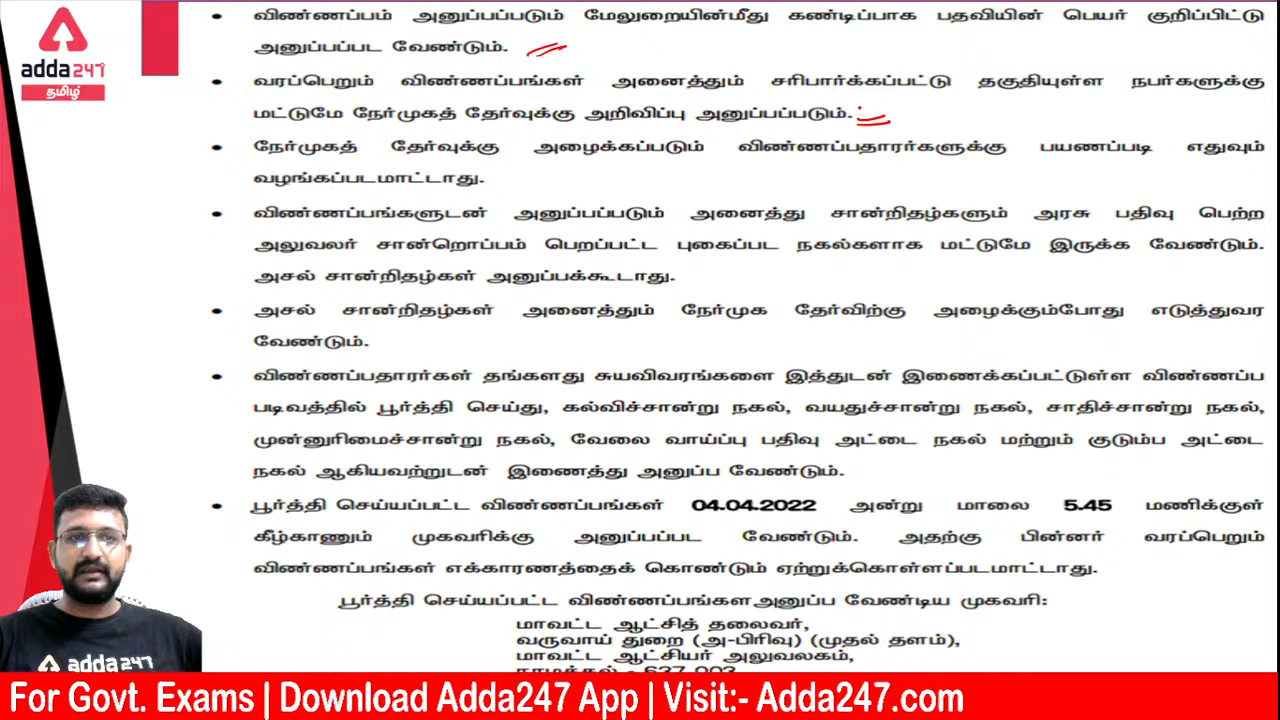 adda247
தமிழ்
விண்ணப்பம் அனுப்பப்படும் மேலுறையின்மீது கண்டிப்பாக பதவியின் பெயர் குறிப்பிட்டு
அனுப்பப்பட வேண்டும்.
வரப்பெறும் விண்ணப்பங்கள் அனைத்தும் சரிபார்க்கப்பட்டு தகுதியுள்ள நபர்களுக்கு
மட்டுமே நேர்முகத் தேர்வுக்கு அறிவிப்பு அனுப்பப்படும்.
நேர்முகத் தேர்வுக்கு அழைக்கப்படும் விண்ணப்பதாரர்களுக்கு பயணப்படி எதுவும்
வழங்கப்படமாட்டாது.
விண்ணப்பங்களுடன் அனுப்பப்படும் அனைத்து சான்றிதழ்களும் அரசு பதிவு பெற்ற
அலுவலர் சான்றொப்பம் பெறப்பட்ட புகைப்பட நகல்களாக மட்டுமே இருக்க வேண்டும்.
அசல் சான்றிதழ்கள் அனுப்பக்கூடாது.
அசல் சான்றிதழ்கள் அனைத்தும் நேர்முக தேர்விற்கு அழைக்கும்போது எடுத்துவர
வேண்டும்.
விண்ணப்பதாரர்கள் தங்களது சுயவிவரங்களை இத்துடன் இணைக்கப்பட்டுள்ள விண்ணப்ப
படிவத்தில் பூர்த்தி செய்து, கல்விச்சான்று நகல், வயதுச்சான்று நகல், சாதிச்சான்று நகல்,
முன்னுரிமைச்சான்று நகல், வேலை வாய்ப்பு பதிவு அட்டை நகல் மற்றும் குடும்ப அட்டை
நகல் ஆகியவற்றுடன் இணைத்து அனுப்ப வேண்டும்.
பூர்த்தி செய்யப்பட்ட விண்ணப்பங்கள் 04.04.2022 அன்று மாலை 5.45 மணிக்குள்
கீழ்காணும் முகவரிக்கு அனுப்பப்பட வேண்டும். அதற்கு பின்னர் வரப்பெறும்
விண்ணப்பங்கள் எக்காரணத்தைக் கொண்டும் ஏற்றுக்கொள்ளப்படமாட்டாது.
பூர்த்தி செய்யப்பட்ட விண்ணப்பங்கள அனுப்ப வேண்டிய முகவரி:
மாவட்ட ஆட்சித் தலைவர்,
வருவாய் துறை (அ-பிரிவு) (முதல் தளம்),
மாவட்ட ஆட்சியர் அலுவலகம்,
நாமக்கல் - 637 003
adda247
For Govt. Exams | Download Adda247 App | Visit:- Adda247.com